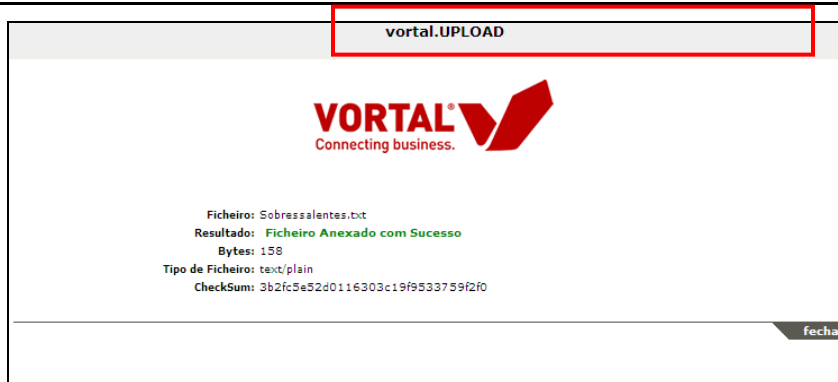 vortal.UPLOAD
VORTAL®
Connecting business.
Ficheiro: Sobressalentes.txt
Resultado: Ficheiro Anexado com Sucesso
Bytes: 158
Tipo de Ficheiro: text/plain
CheckSum: 3b2fc5e52d0116303c19f9533759f2f0
fecha